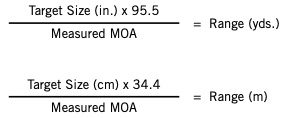 Target Size (in.) x 95.5
Measured MOA
= Range (yds.)
Target Size (cm) x 34.4
Measured MOA
= Range (m)